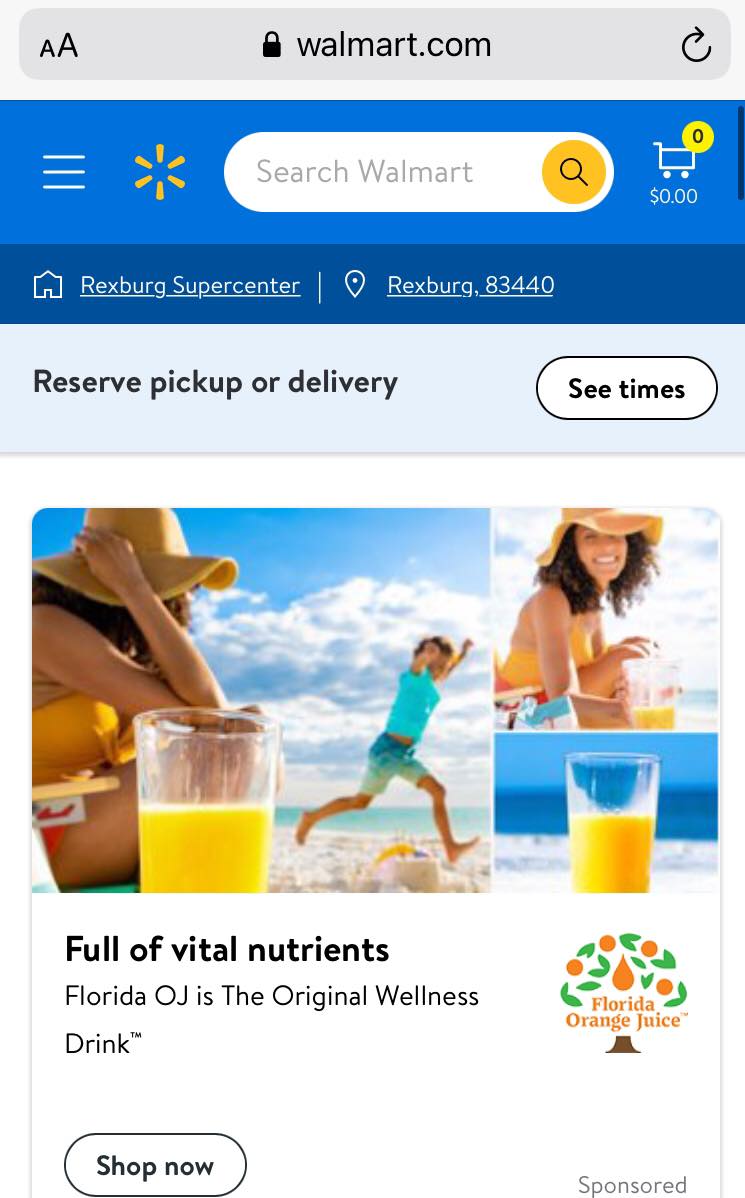 AA walmart.com
Search Walmart
0
$0.00
Rexburg Supercenter | Rexburg, 83440
Reserve pickup or delivery
See times
Full of vital nutrients
Florida OJ is The Original Wellness
Drink™
Florida
Orange Juice™
Shop now
Sponsored